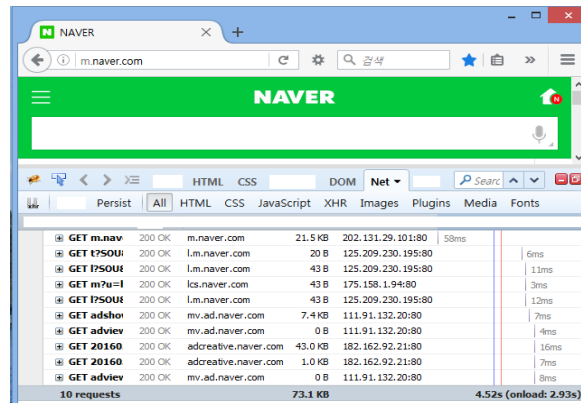 NAVER
m.naver.com
검색
NAVER
N
HTML CSS DOM Net Searc
xhr Persist All HTML CSS JavaScript XHR Images Plugins Media Fonts
GET m.nav 200 OK m.naver.com 21.5 KB 202.131.29.101:80 58ms
GET t?SOU 200 OK l.m.naver.com 20 B 125.209.230.195:80 6ms
GET l?SOU 200 OK l.m.naver.com 43 B 125.209.230.195:80 11ms
GET m?u=l 200 OK lcs.naver.com 43 B 175.158.1.94:80 3ms
GET l?SOU 200 OK l.m.naver.com 43 B 125.209.230.195:80 12ms
GET adshow 200 OK mv.ad.naver.com 7.4 KB 111.91.132.20:80 7ms
GET adview 200 OK mv.ad.naver.com 0 B 111.91.132.20:80 4ms
GET 20160 200 OK adcreative.naver.com 43.0 KB 182.162.92.21:80 16ms
GET 20160 200 OK adcreative.naver.com 1.0 KB 182.162.92.21:80 7ms
GET adview 200 OK mv.ad.naver.com 0 B 111.91.132.20:80 8ms
10 requests 73.1 KB 4.52s (onload: 2.93s)